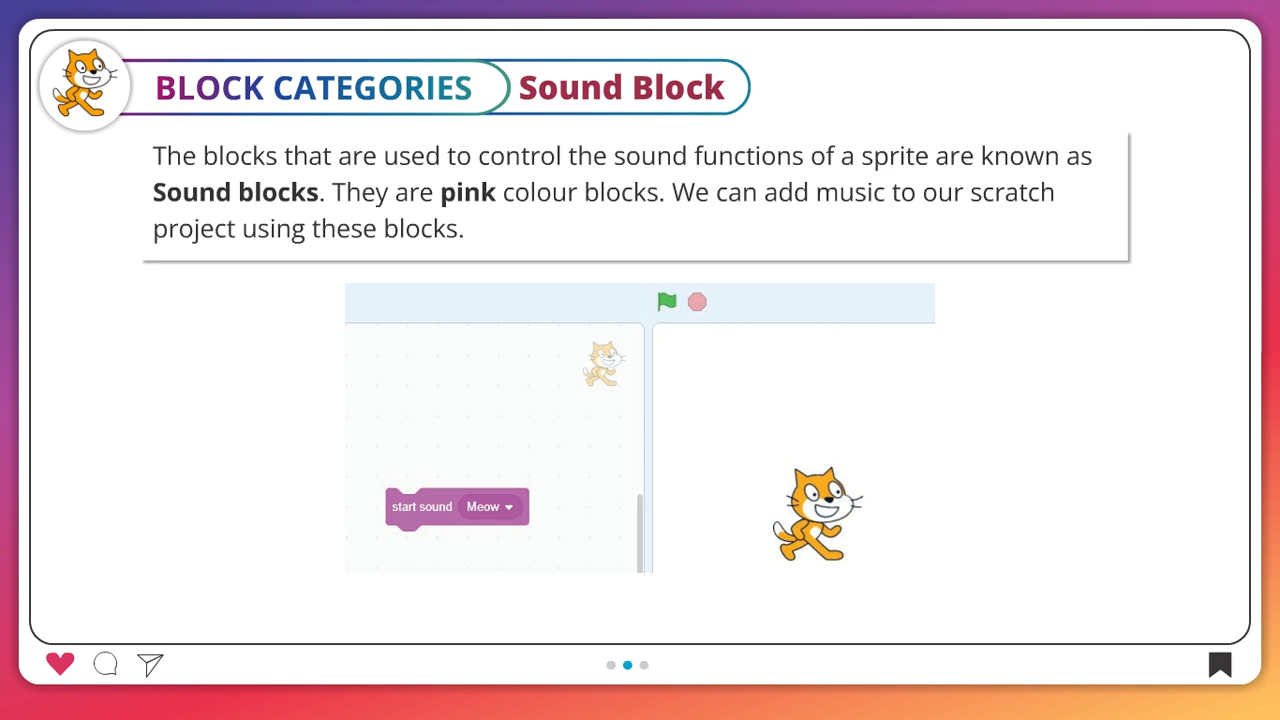 BLOCK CATEGORIES Sound Block
The blocks that are used to control the sound functions of a sprite are known as
Sound blocks. They are pink colour blocks. We can add music to our scratch
project using these blocks.
start sound Meow